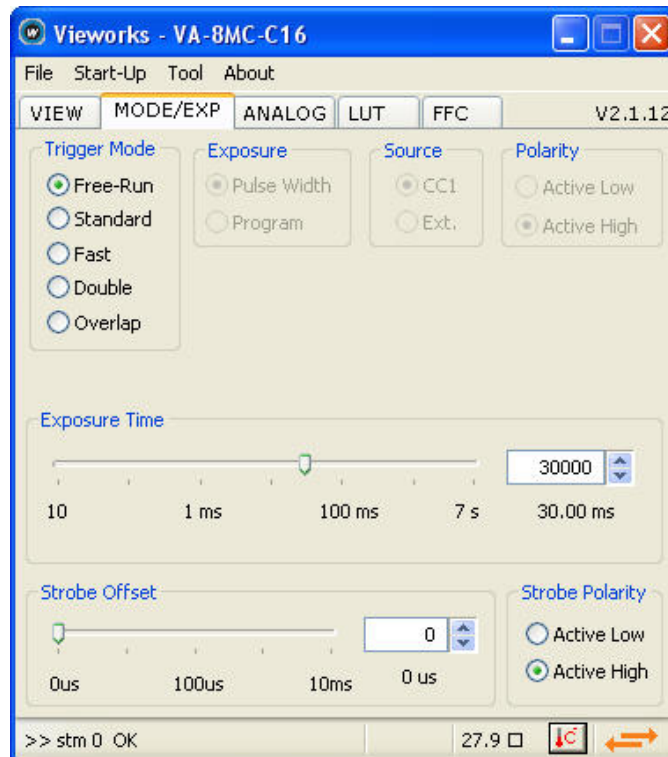 Vieworks - VA-8MC-C16
File Start-Up Tool About
VIEW MODE/EXP ANALOG LUT FFC V2.1.12
Trigger Mode
Free-Run
Standard
Fast
Double
Overlap
Exposure
Pulse Width
Program
Source
CC1
Ext.
Polarity
Active Low
Active High
Exposure Time
30000
10 1 ms 100 ms 7 s 30.00 ms
Strobe Offset
0
0us 100us 10ms 0 us
Strobe Polarity
Active Low
Active High
>> stm 0 OK 27.9 □ C